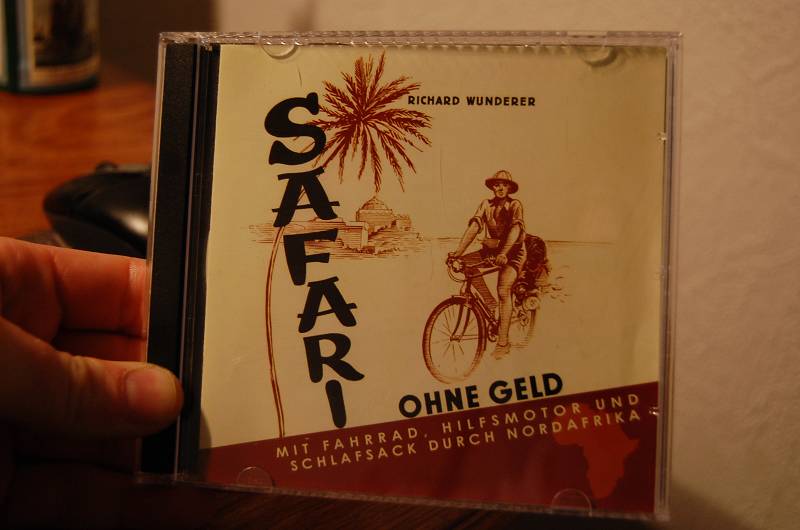 RICHARD WUNDERER
SAFARI
OHNE GELD
MIT FAHRRAD, HILFSMOTOR UND
SCHLAFSACK DURCH NORDAFRIKA